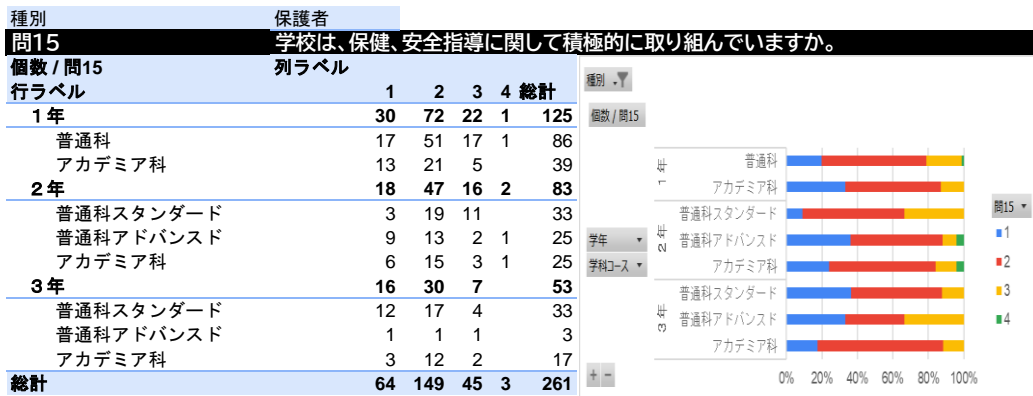 種別 保護者
問15 学校は、保健、安全指導に関して積極的に取り組んでいますか。
個数 / 問15 列ラベル
行ラベル 1 2 3 4 総計
１年 30 72 22 1 125
普通科 17 51 17 1 86
アカデミア科 13 21 5 39
２年 18 47 16 2 83
普通科スタンダード 3 19 11 33
普通科アドバンスド 9 13 2 1 25
アカデミア科 6 15 3 1 25
３年 16 30 7 53
普通科スタンダード 12 17 4 33
普通科アドバンスド 1 1 1 3
アカデミア科 3 12 2 17
総計 64 149 45 3 261
種別
個数 / 問15
学年
学科コース
１年
普通科
アカデミア科
２年
普通科スタンダード
普通科アドバンスド
アカデミア科
３年
普通科スタンダード
普通科アドバンスド
アカデミア科
0% 20% 40% 60% 80% 100%
問15
1
2
3
4
+ −